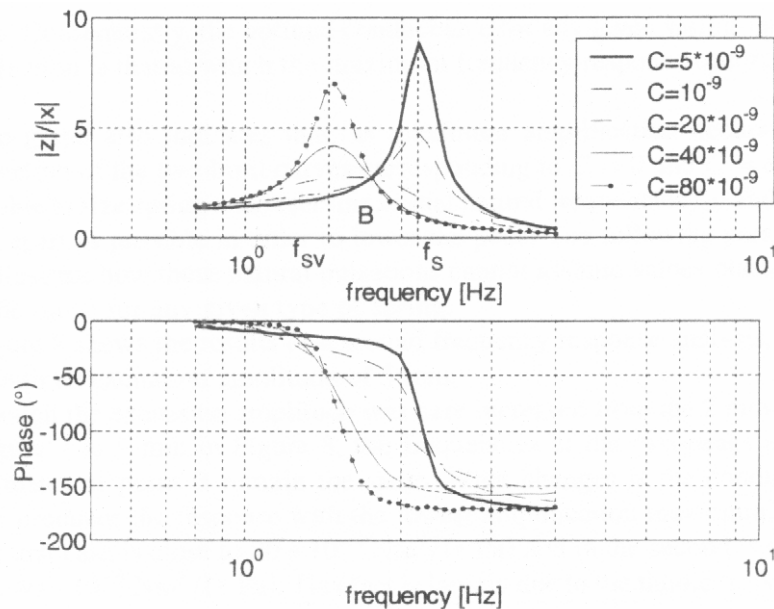 10
5
0
|z|/|x|
C=5*10^-9
C=10^-9
C=20*10^-9
C=40*10^-9
C=80*10^-9
B
f_sv
f_s
10^0
10^1
frequency [Hz]
0
-50
-100
-150
-200
Phase (°)
10^0
10^1
frequency [Hz]